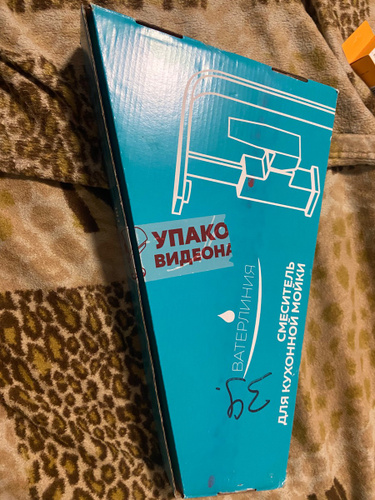 УПАКО
ВИДЕОНА
ВАТЕРЛИНИЯ
СМЕСИТЕЛЬ
ДЛЯ КУХОННОЙ МОЙКИ